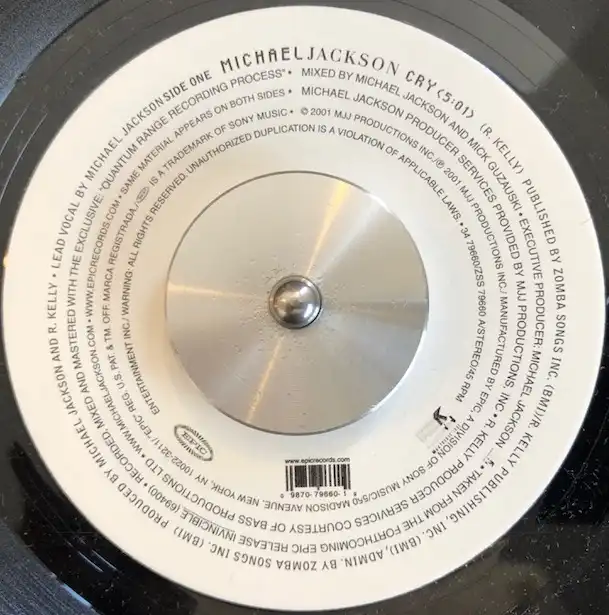 SIDE ONE MICHAEL JACKSON CRY <5:01> (R. KELLY) PUBLISHED BY ZOMBA SONGS INC. (BMI)/R. KELLY PUBLISHING, INC. (BMI), ADMIN. BY ZOMBA SONGS INC. (BMI) PRODUCED BY MICHAEL JACKSON AND R. KELLY • LEAD VOCAL BY MICHAEL JACKSON
MIXED BY MICHAEL JACKSON AND MICK GUZAUSKI • EXECUTIVE PRODUCER: MICHAEL JACKSON • TAKEN FROM THE FORTHCOMING EPIC RELEASE INVINCIBLE (69400) • RECORDED, MIXED AND MASTERED WITH THE EXCLUSIVE: "QUANTUM RANGE RECORDING PROCESS" •
MICHAEL JACKSON PRODUCER SERVICES PROVIDED BY MJJ PRODUCTIONS, INC • R. KELLY PRODUCER SERVICES COURTESY OF BASS PRODUCTIONS LTD • WWW.MICHAELJACKSON.COM • WWW.EPICRECORDS.COM • SAME MATERIAL APPEARS ON BOTH SIDES •
© 2001 MJJ PRODUCTIONS INC./℗ 2001 MJJ PRODUCTIONS INC./ MANUFACTURED BY EPIC, A DIVISION OF SONY MUSIC/550 MADISON AVENUE, NEW YORK, NY. 10022-3211/"EPIC" REG. U.S. PAT & TM. OFF. MARCA REGISTRADA./epic IS A TRADEMARK OF SONY MUSIC •
ENTERTAINMENT INC./ WARNING: ALL RIGHTS RESERVED. UNAUTHORIZED DUPLICATION IS A VIOLATION OF APPLICABLE LAWS. • 34 79660/ZSS 79660 A/STEREO/45 RPM
epic
www.epicrecords.com
0 9870-79660-1 8